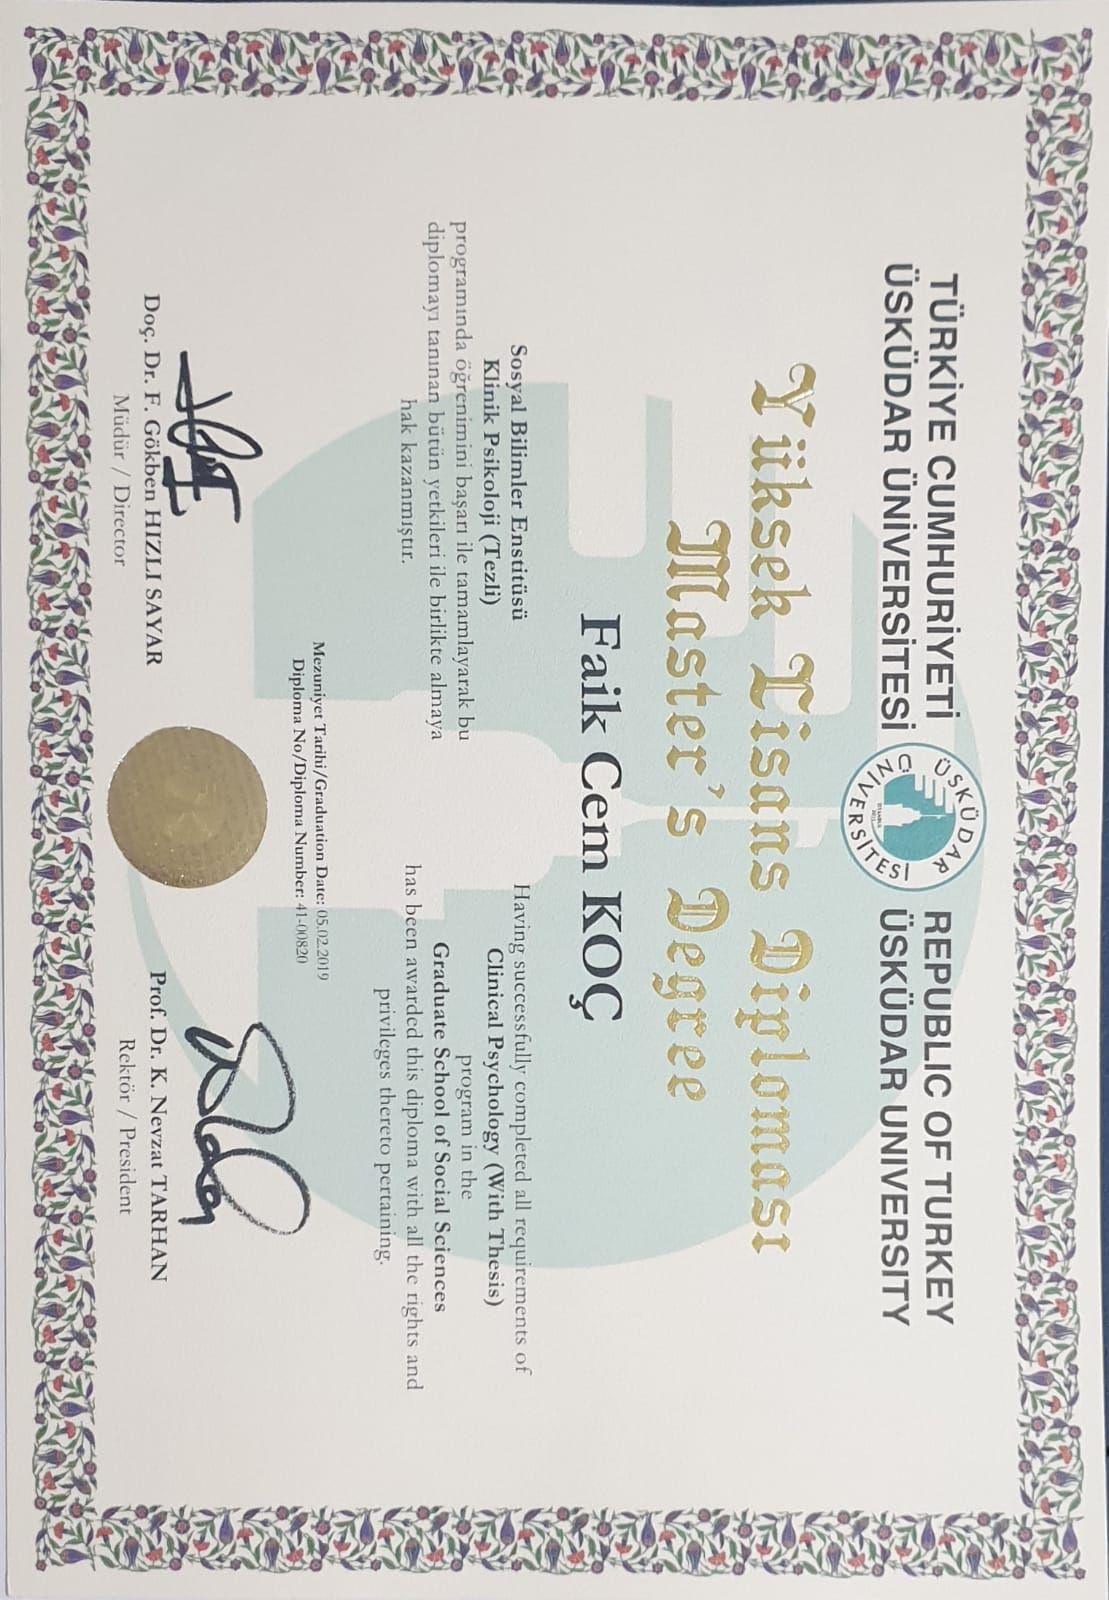 TÜRKİYE CUMHURİYETİ
ÜSKÜDAR ÜNİVERSİTESİ
ÜSKÜDAR ÜNİVERSİTESİ
REPUBLIC OF TURKEY
ÜSKÜDAR UNIVERSITY
Yüksek Lisans Diploması
Master's Degree
Faik Cem KOÇ
Sosyal Bilimler Enstitüsü
Klinik Psikoloji (Tezli)
programında öğrenimini başarı ile tamamlayarak bu
diplomayı tanınan bütün yetkileri ile birlikte almaya
hak kazanmıştır.
Having successfully completed all requirements of
Clinical Psychology (With Thesis)
program in the
Graduate School of Social Sciences
has been awarded this diploma with all the rights and
privileges thereto pertaining.
Mezuniyet Tarihi/Graduation Date: 05.02.2019
Diploma No/Diploma Number: 41-00820
Doç. Dr. F. Gökben HIZLI SAYAR
Müdür / Director
Prof. Dr. K. Nevzat TARHAN
Rektör / President